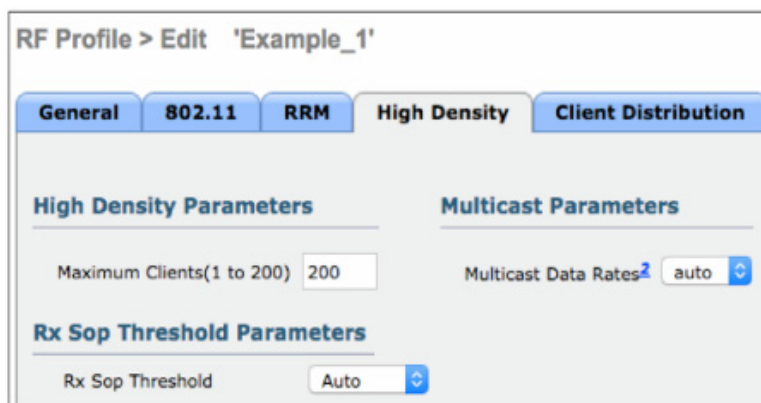 RF Profile > Edit 'Example_1'
General 802.11 RRM High Density Client Distribution
High Density Parameters
Maximum Clients(1 to 200) 200
Multicast Parameters
Multicast Data Rates2 auto
Rx Sop Threshold Parameters
Rx Sop Threshold Auto